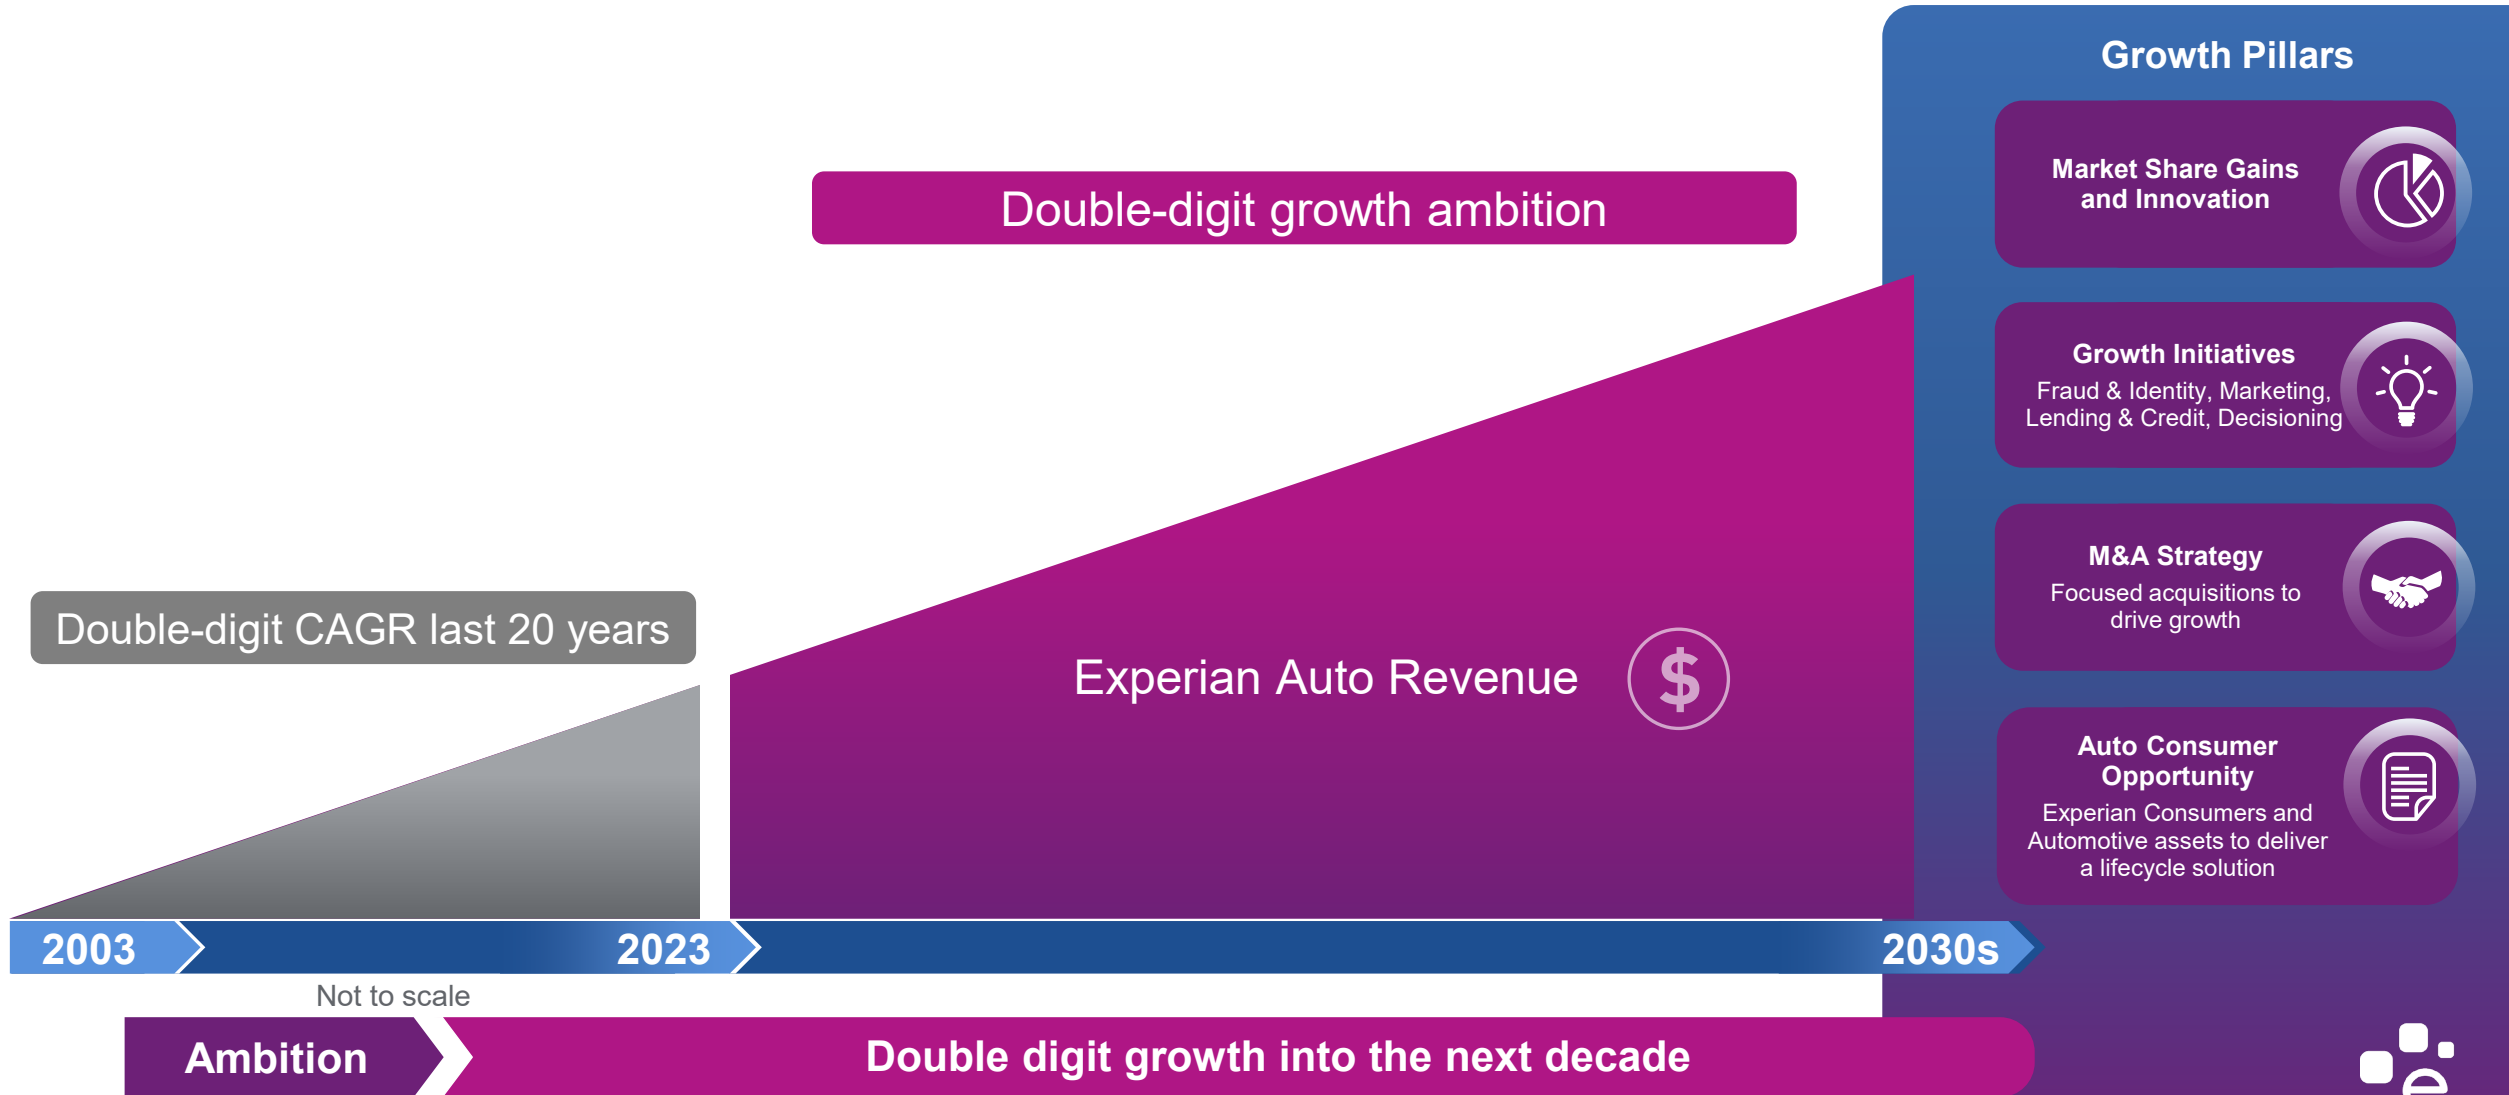 Growth Pillars
Market Share Gains
and Innovation
Double-digit growth ambition
Growth Initiatives
Fraud & Identity, Marketing,
Lending & Credit, Decisioning
M&A Strategy
Focused acquisitions to
drive growth
Double-digit CAGR last 20 years
Experian Auto Revenue
$
Auto Consumer
Opportunity
Experian Consumers and
Automotive assets to deliver
a lifecycle solution
2003
2023
2030s
Not to scale
Ambition
Double digit growth into the next decade
e